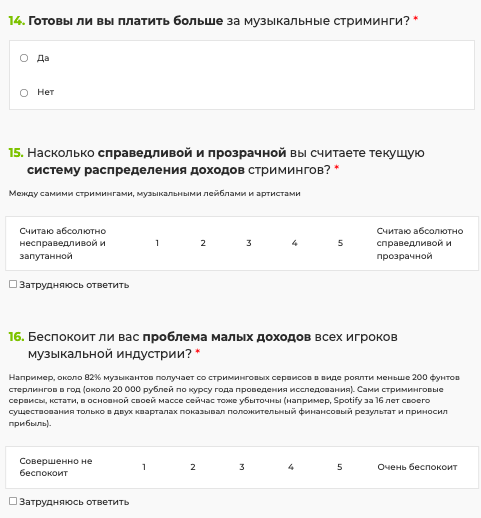 14. Готовы ли вы платить больше за музыкальные стриминги? *
Да
Нет
15. Насколько справедливой и прозрачной вы считаете текущую
систему распределения доходов стримингов? *
Между самими стримингами, музыкальными лейблами и артистами
Считаю абсолютно
несправедливой и
запутанной
1 2 3 4 5
Считаю абсолютно
справедливой и
прозрачной
Затрудняюсь ответить
16. Беспокоит ли вас проблема малых доходов всех игроков
музыкальной индустрии? *
Например, около 82% музыкантов получает со стриминговых сервисов в виде роялти меньше 200 фунтов
стерлингов в год (около 20 000 рублей по курсу года проведения исследования). Сами стриминговые
сервисы, кстати, в основной своей массе сейчас тоже убыточны (например, Spotify за 16 лет своего
существования только в двух кварталах показывал положительный финансовый результат и приносил
прибыль).
Совершенно не
беспокоит
1 2 3 4 5
Очень беспокоит
Затрудняюсь ответить